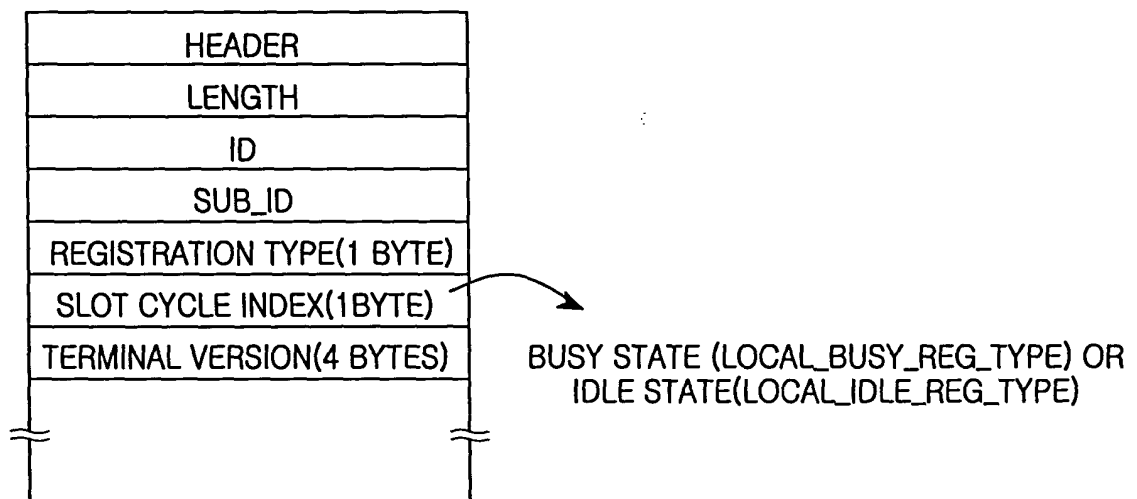 HEADER
LENGTH
ID
SUB_ID
REGISTRATION TYPE(1 BYTE)
SLOT CYCLE INDEX(1BYTE)
TERMINAL VERSION(4 BYTES)
BUSY STATE (LOCAL_BUSY_REG_TYPE) OR
IDLE STATE(LOCAL_IDLE_REG_TYPE)